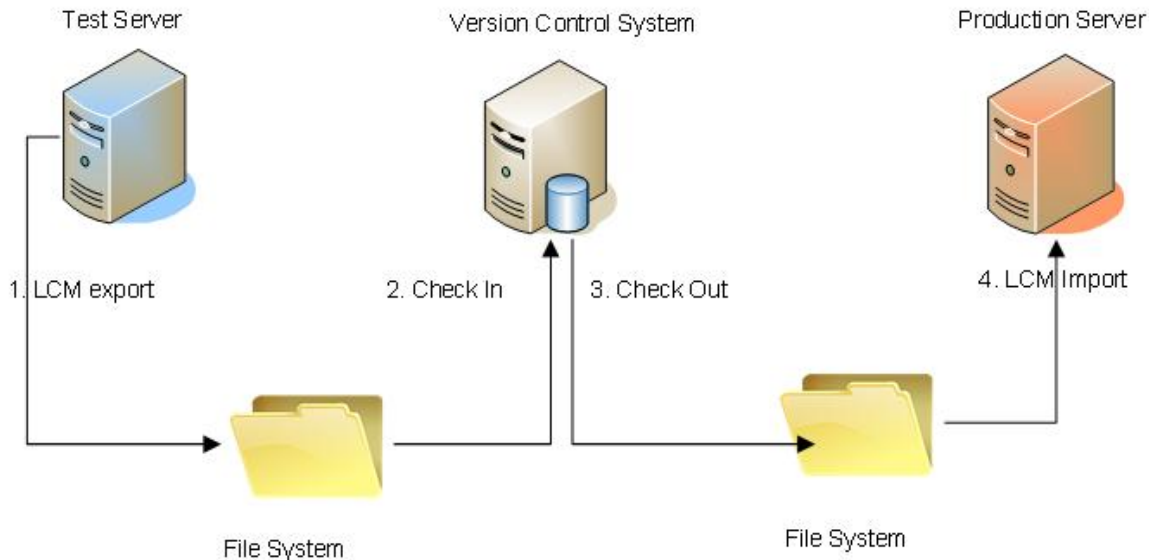 Test Server
Version Control System
Production Server
1. LCM export
2. Check In
3. Check Out
4. LCM Import
File System
File System